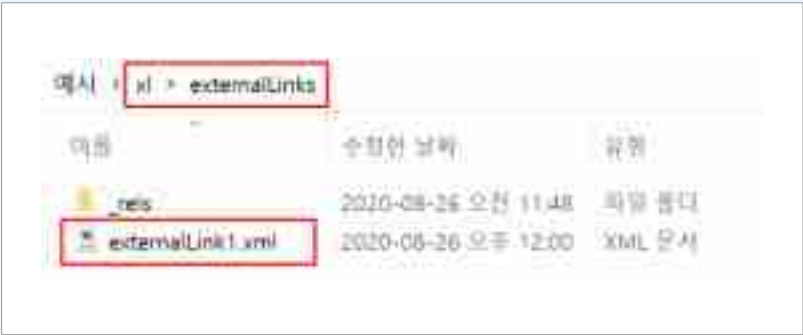 예시 > xl > externalLinks
이름 수정한 날짜 유형
_rels 2020-08-26 오전 11:48 파일 폴더
externalLink1.xml 2020-08-26 오후 12:00 XML 문서